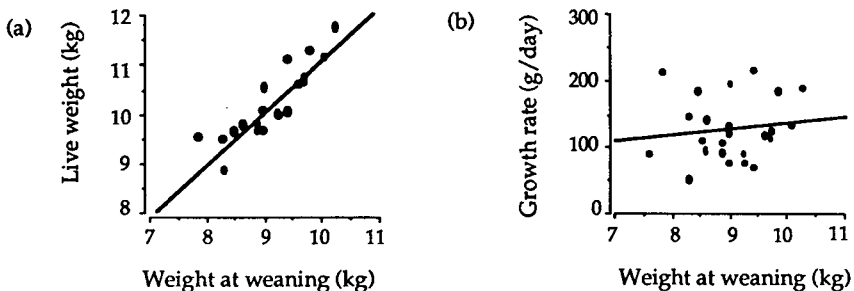 (a)
Live weight (kg)
12
11
10
9
8
7 8 9 10 11
Weight at weaning (kg)
(b)
Growth rate (g/day)
300
200
100
0
7 8 9 10 11
Weight at weaning (kg)